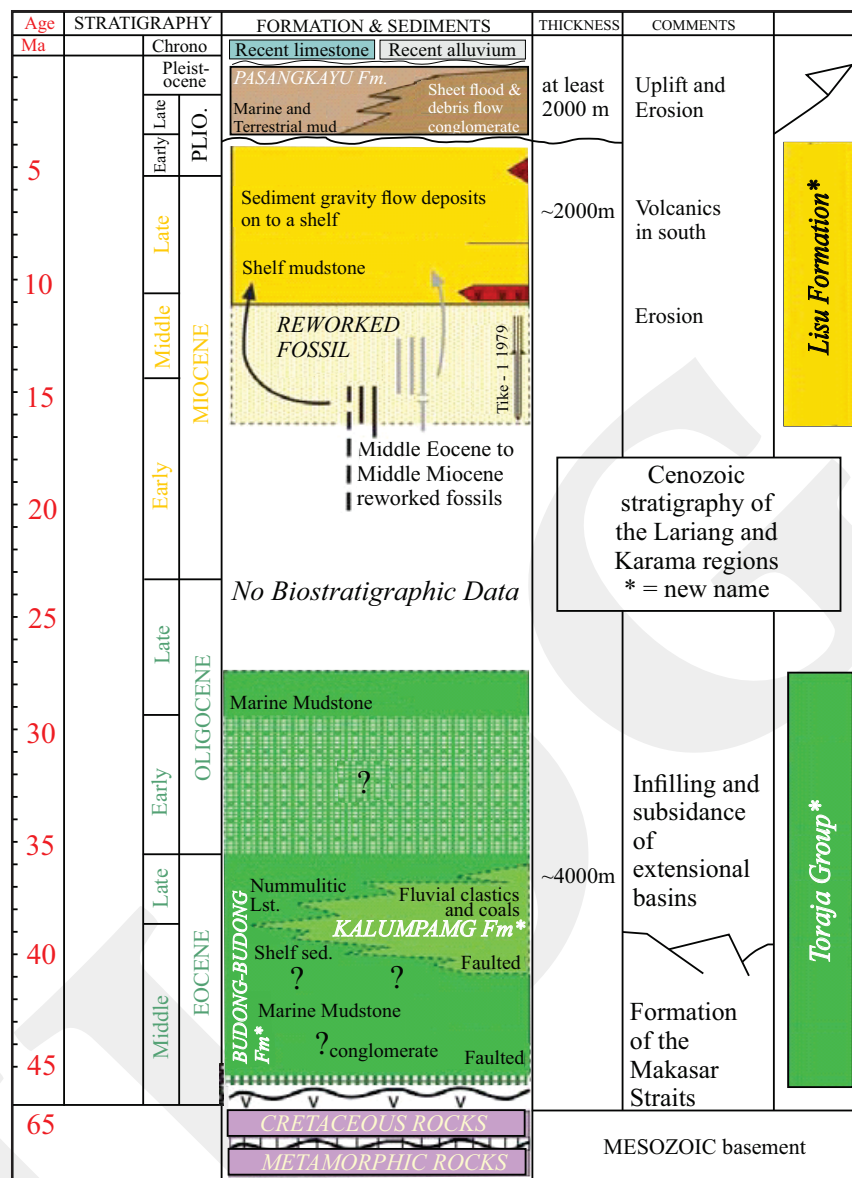 Age
STRATIGRAPHY
FORMATION & SEDIMENTS
THICKNESS
COMMENTS
Ma
Chrono
Recent limestone
Recent alluvium
Pleist-
ocene
PASANGKAYU Fm.
Marine and
Terrestrial mud
Sheet flood &
debris flow
conglomerate
at least
2000 m
Uplift and
Erosion
Late
Early
PLIO.
5
Sediment gravity flow deposits
on to a shelf
~2000m
Volcanics
in south
Late
Shelf mudstone
10
Erosion
Lisu Formation*
Middle
REWORKED
FOSSIL
Tike - 1 1979
MIOCENE
15
Middle Eocene to
Middle Miocene
reworked fossils
Early
20
Cenozoic
stratigraphy of
the Lariang and
Karama regions
* = new name
No Biostratigraphic Data
25
Late
Marine Mudstone
30
OLIGOCENE
?
Early
Infilling and
subsidance
of
extensional
basins
35
~4000m
Late
Nummulitic
Lst.
Fluvial clastics
and coals
KALUMPAMG Fm*
Toraja Group*
40
Shelf sed.
Faulted
?
?
EOCENE
BUDONG-BUDONG
Fm*
Middle
Marine Mudstone
?
conglomerate
Faulted
Formation
of the
Makasar
Straits
45
V
V
V
V
65
CRETACEOUS ROCKS
METAMORPHIC ROCKS
MESOZOIC basement